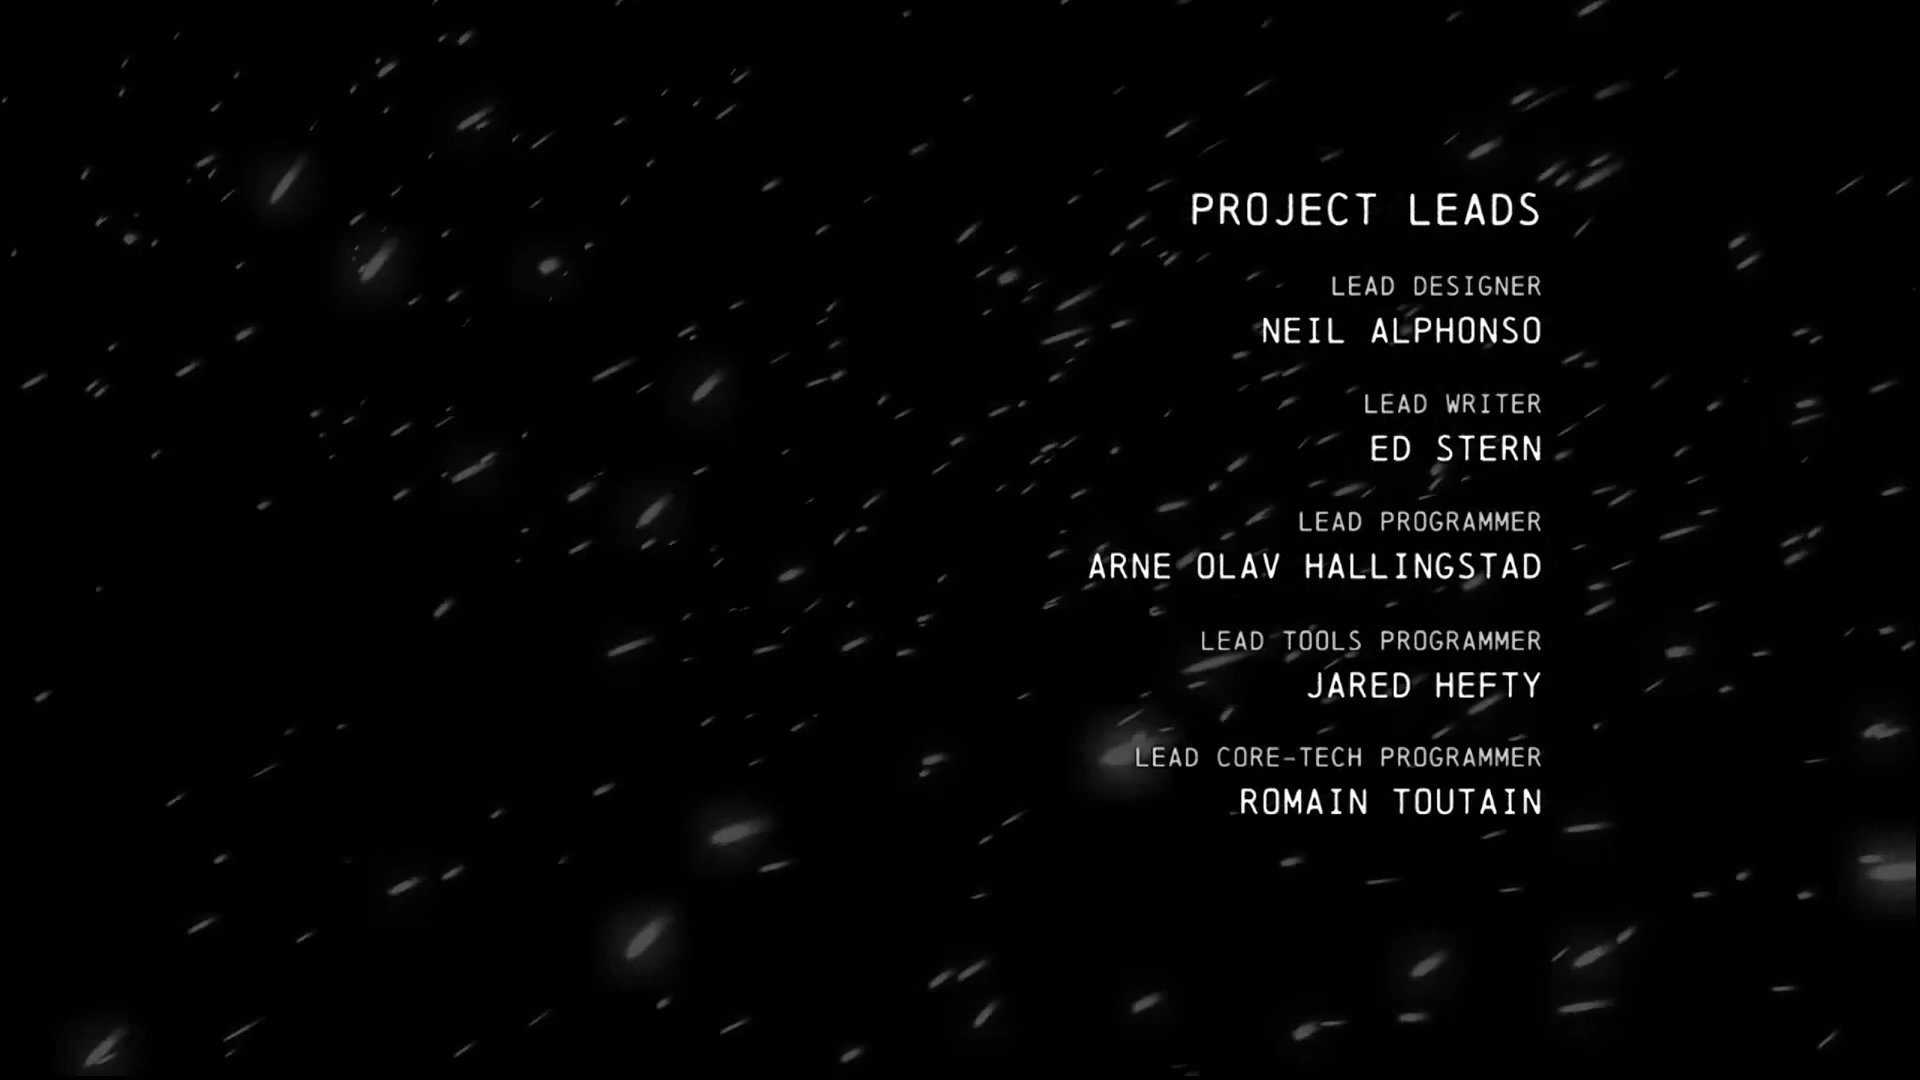 PROJECT LEADS
LEAD DESIGNER
NEIL ALPHONSO
LEAD WRITER
ED STERN
LEAD PROGRAMMER
ARNE OLAV HALLINGSTAD
LEAD TOOLS PROGRAMMER
JARED HEFTY
LEAD CORE-TECH PROGRAMMER
ROMAIN TOUTAIN